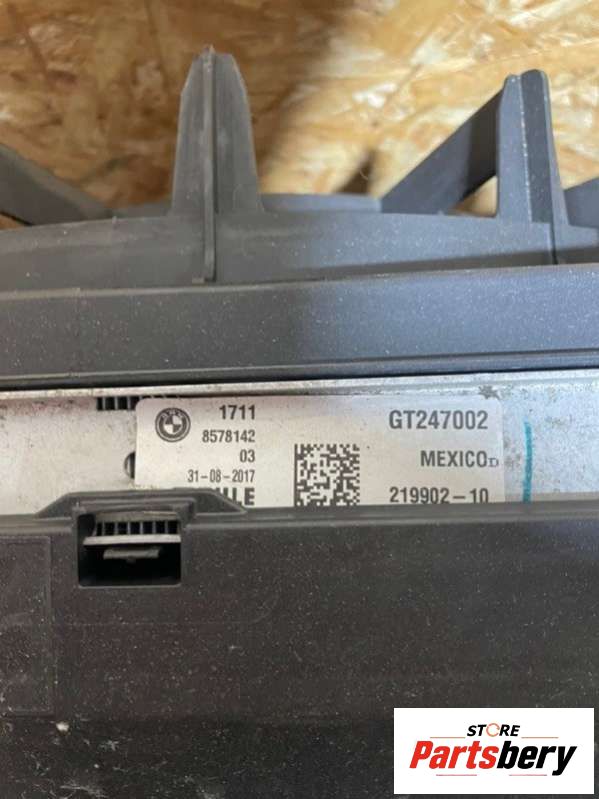 1711
GT247002
8578142
03
MEXICO D
31-08-2017
219902-10
STORE
Partsbery